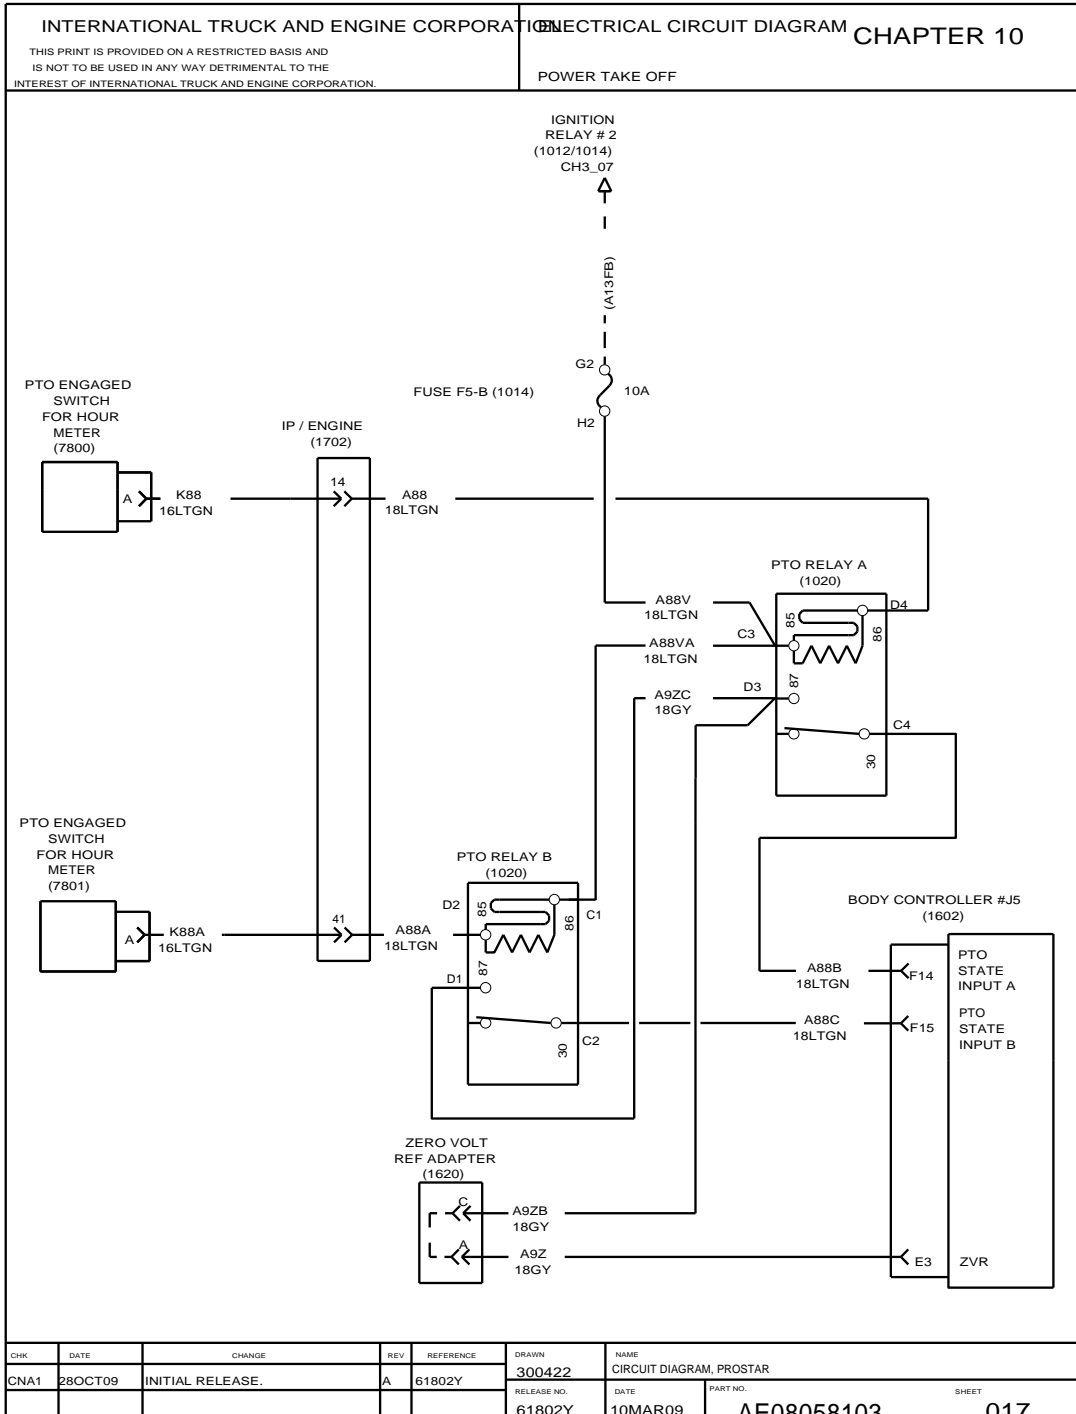 INTERNATIONAL TRUCK AND ENGINE CORPORATION
THIS PRINT IS PROVIDED ON A RESTRICTED BASIS AND
IS NOT TO BE USED IN ANY WAY DETRIMENTAL TO THE
INTEREST OF INTERNATIONAL TRUCK AND ENGINE CORPORATION.
ELECTRICAL CIRCUIT DIAGRAM
CHAPTER 10
POWER TAKE OFF
IGNITION
RELAY # 2
(1012/1014)
CH3_07
(A13FB)
G2
FUSE F5-B (1014)
10A
H2
PTO ENGAGED
SWITCH
FOR HOUR
METER
(7800)
A
K88
16LTGN
IP / ENGINE
(1702)
14
A88
18LTGN
PTO RELAY A
(1020)
A88V
18LTGN
A88VA
18LTGN
A9ZC
18GY
C3
D3
85
86
87
30
D4
C4
PTO ENGAGED
SWITCH
FOR HOUR
METER
(7801)
A
K88A
16LTGN
41
A88A
18LTGN
PTO RELAY B
(1020)
D2
85
86
C1
D1
87
30
C2
BODY CONTROLLER #J5
(1602)
A88B
18LTGN
F14
PTO
STATE
INPUT A
A88C
18LTGN
F15
PTO
STATE
INPUT B
ZERO VOLT
REF ADAPTER
(1620)
C
A9ZB
18GY
A
A9Z
18GY
E3
ZVR
CHK
DATE
CHANGE
REV
REFERENCE
CNA1
28OCT09
INITIAL RELEASE.
A
61802Y
DRAWN
300422
NAME
CIRCUIT DIAGRAM, PROSTAR
RELEASE NO.
61802Y
DATE
10MAR09
PART NO.
AE08058103
SHEET
017